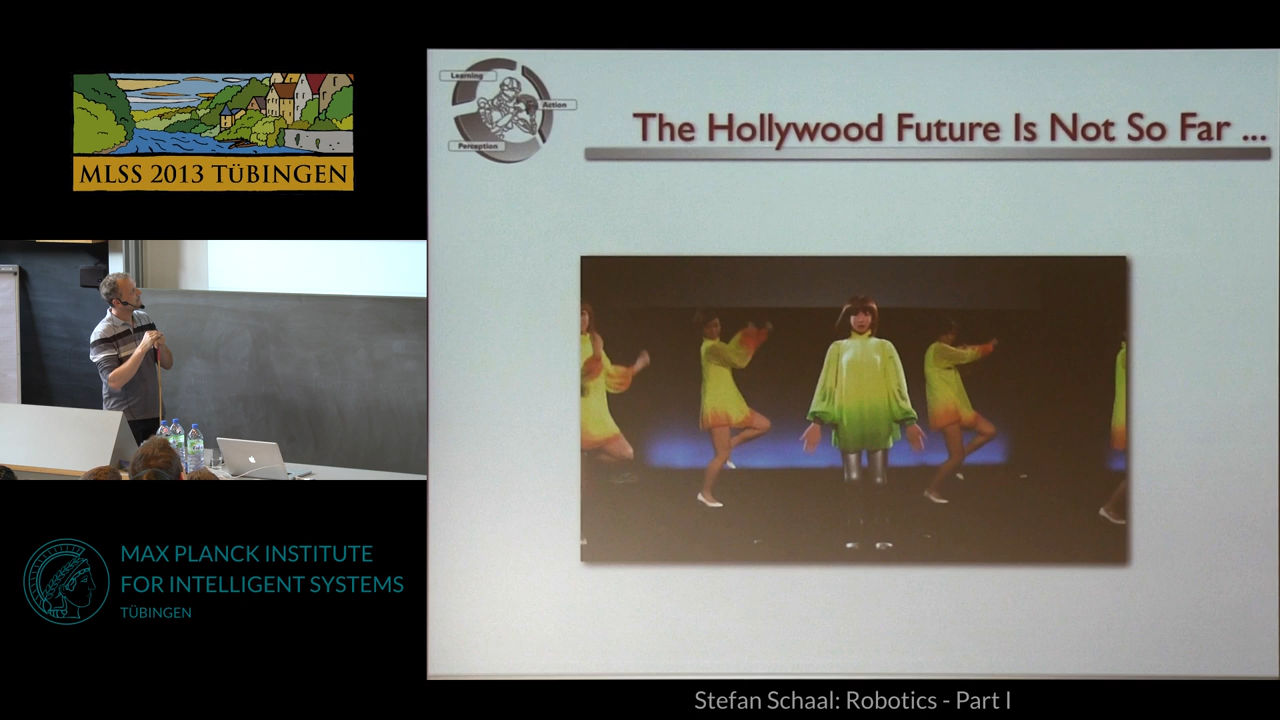 MLSS 2013 TÜBINGEN
Learning
Action
Perception
The Hollywood Future Is Not So Far ...
MAX PLANCK INSTITUTE
FOR INTELLIGENT SYSTEMS
TÜBINGEN
Stefan Schaal: Robotics - Part I